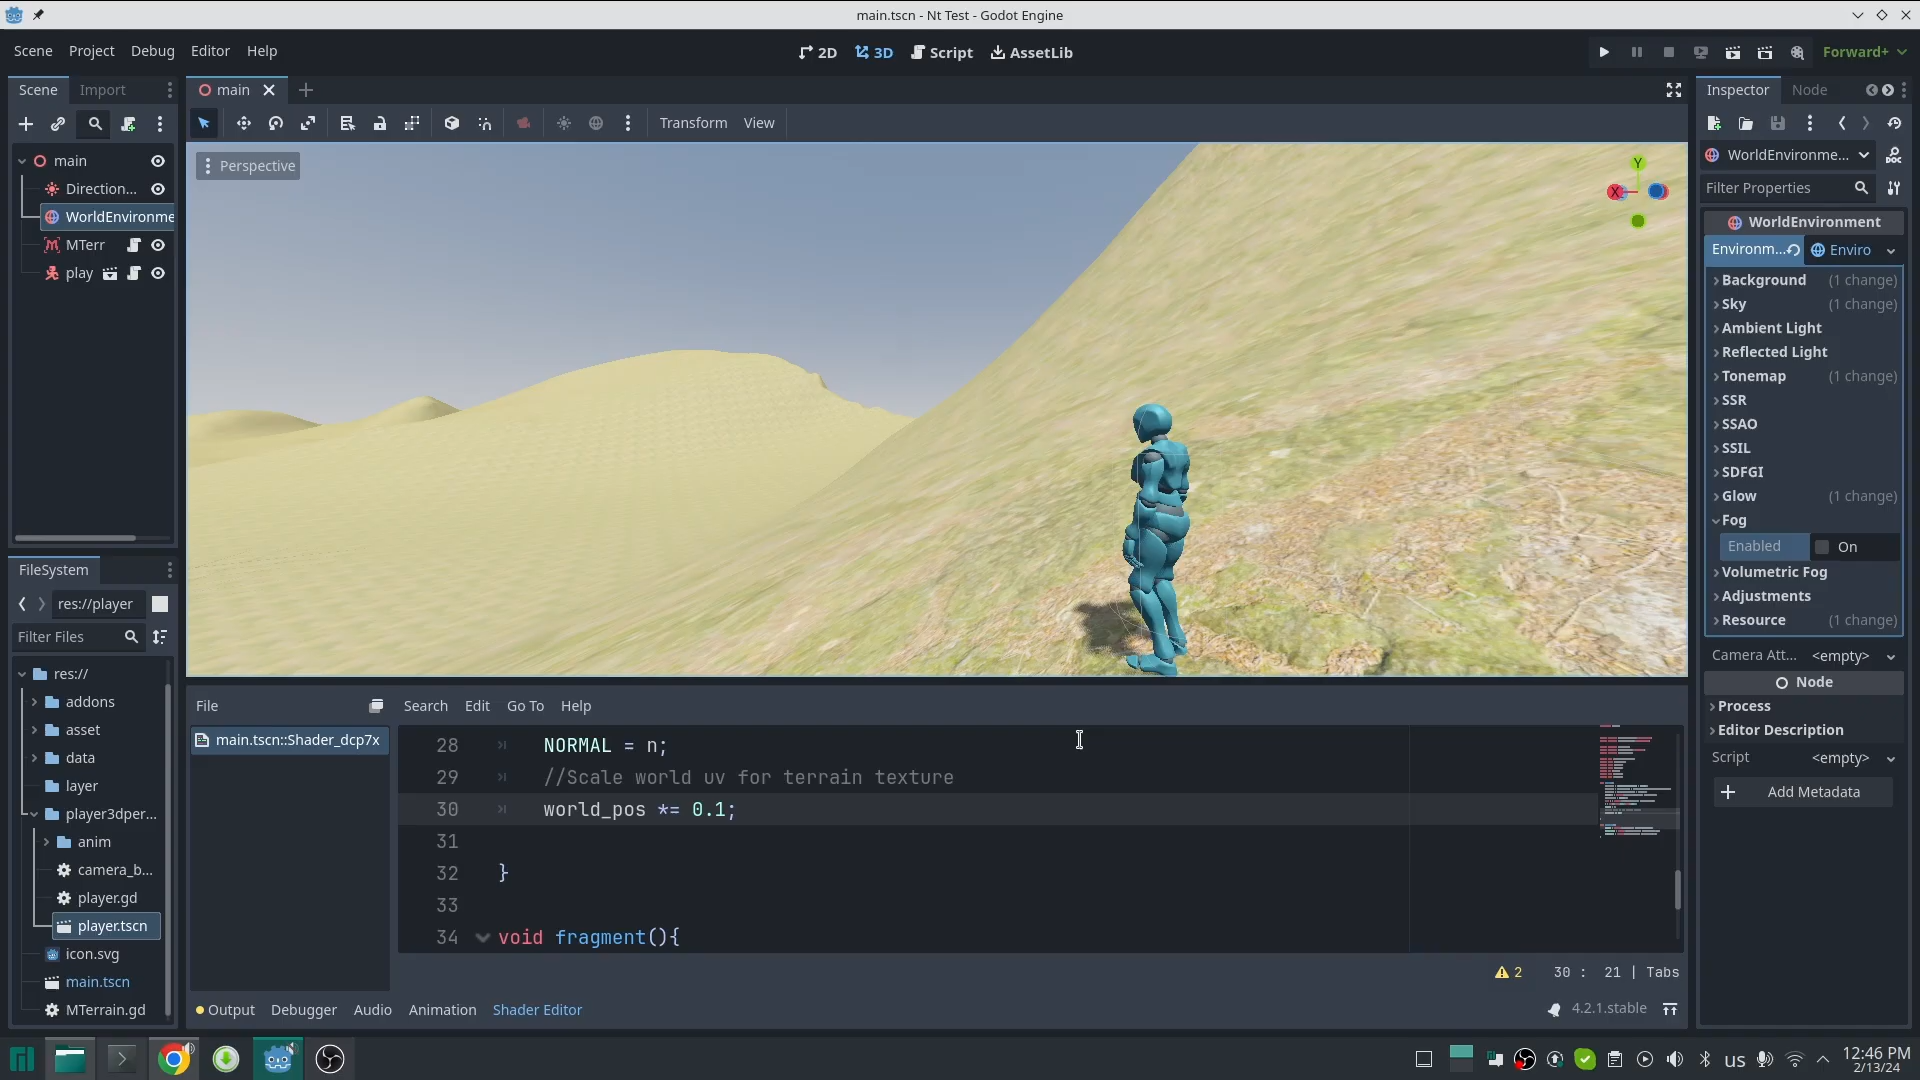 main.tscn - Nt Test - Godot Engine
Scene Project Debug Editor Help
2D 3D Script AssetLib
Forward+
Scene Import
main
Inspector Node
Transform View
main
Direction...
WorldEnvironme
MTerr
play
Perspective
Y
X
WorldEnvironme...
Filter Properties
WorldEnvironment
Environm... Enviro
Background (1 change)
Sky (1 change)
Ambient Light
Reflected Light
Tonemap (1 change)
SSR
SSAO
SSIL
SDFGI
Glow (1 change)
Fog
Enabled On
Volumetric Fog
Adjustments
Resource (1 change)
Camera Att... <empty>
Node
Process
Editor Description
Script <empty>
Add Metadata
FileSystem
res://player
Filter Files
res://
addons
asset
data
layer
player3dper...
anim
camera_b...
player.gd
player.tscn
icon.svg
main.tscn
MTerrain.gd
File
Search Edit Go To Help
main.tscn::Shader_dcp7x
28 NORMAL = n;
29 //Scale world uv for terrain texture
30 world_pos *= 0.1;
31
32 }
33
34 void fragment(){
2 30 : 21 | Tabs
Output Debugger Audio Animation Shader Editor
4.2.1.stable
us
12:46 PM
2/13/24